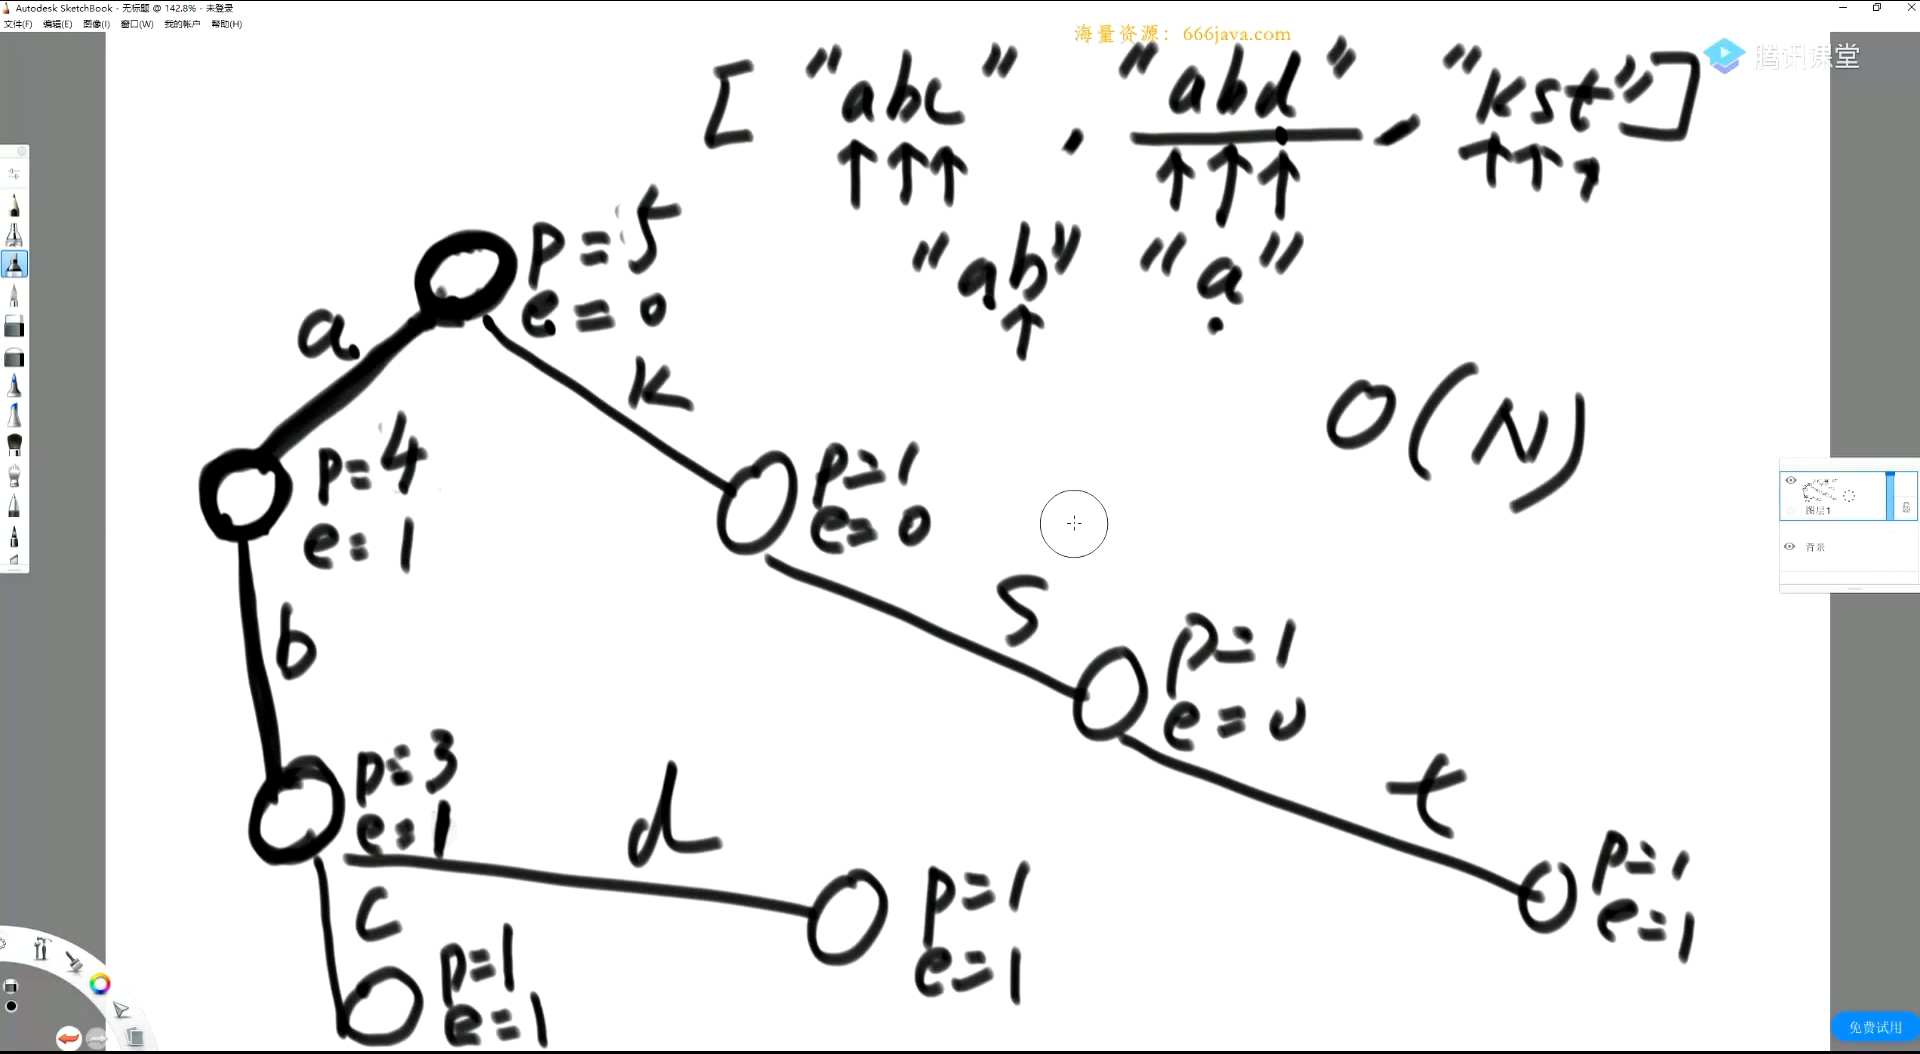 Autodesk SketchBook - 无标题 @ 142.8% - 未登录
文件(F) 编辑(E) 图像(I) 窗口(W) 我的帐户 帮助(H)
海量资源：666java.com
腾讯课堂
[ "abc" , "abd" , "kst" ]
"ab" "a"
p=5
e=0
a
k
O(N)
p=4
e=1
p=1
e=0
b
s
p=1
e=0
p=3
e=1
d
t
c
p=1
e=1
p=1
e=1
p=1
e=1
图层1
背景
免费试用